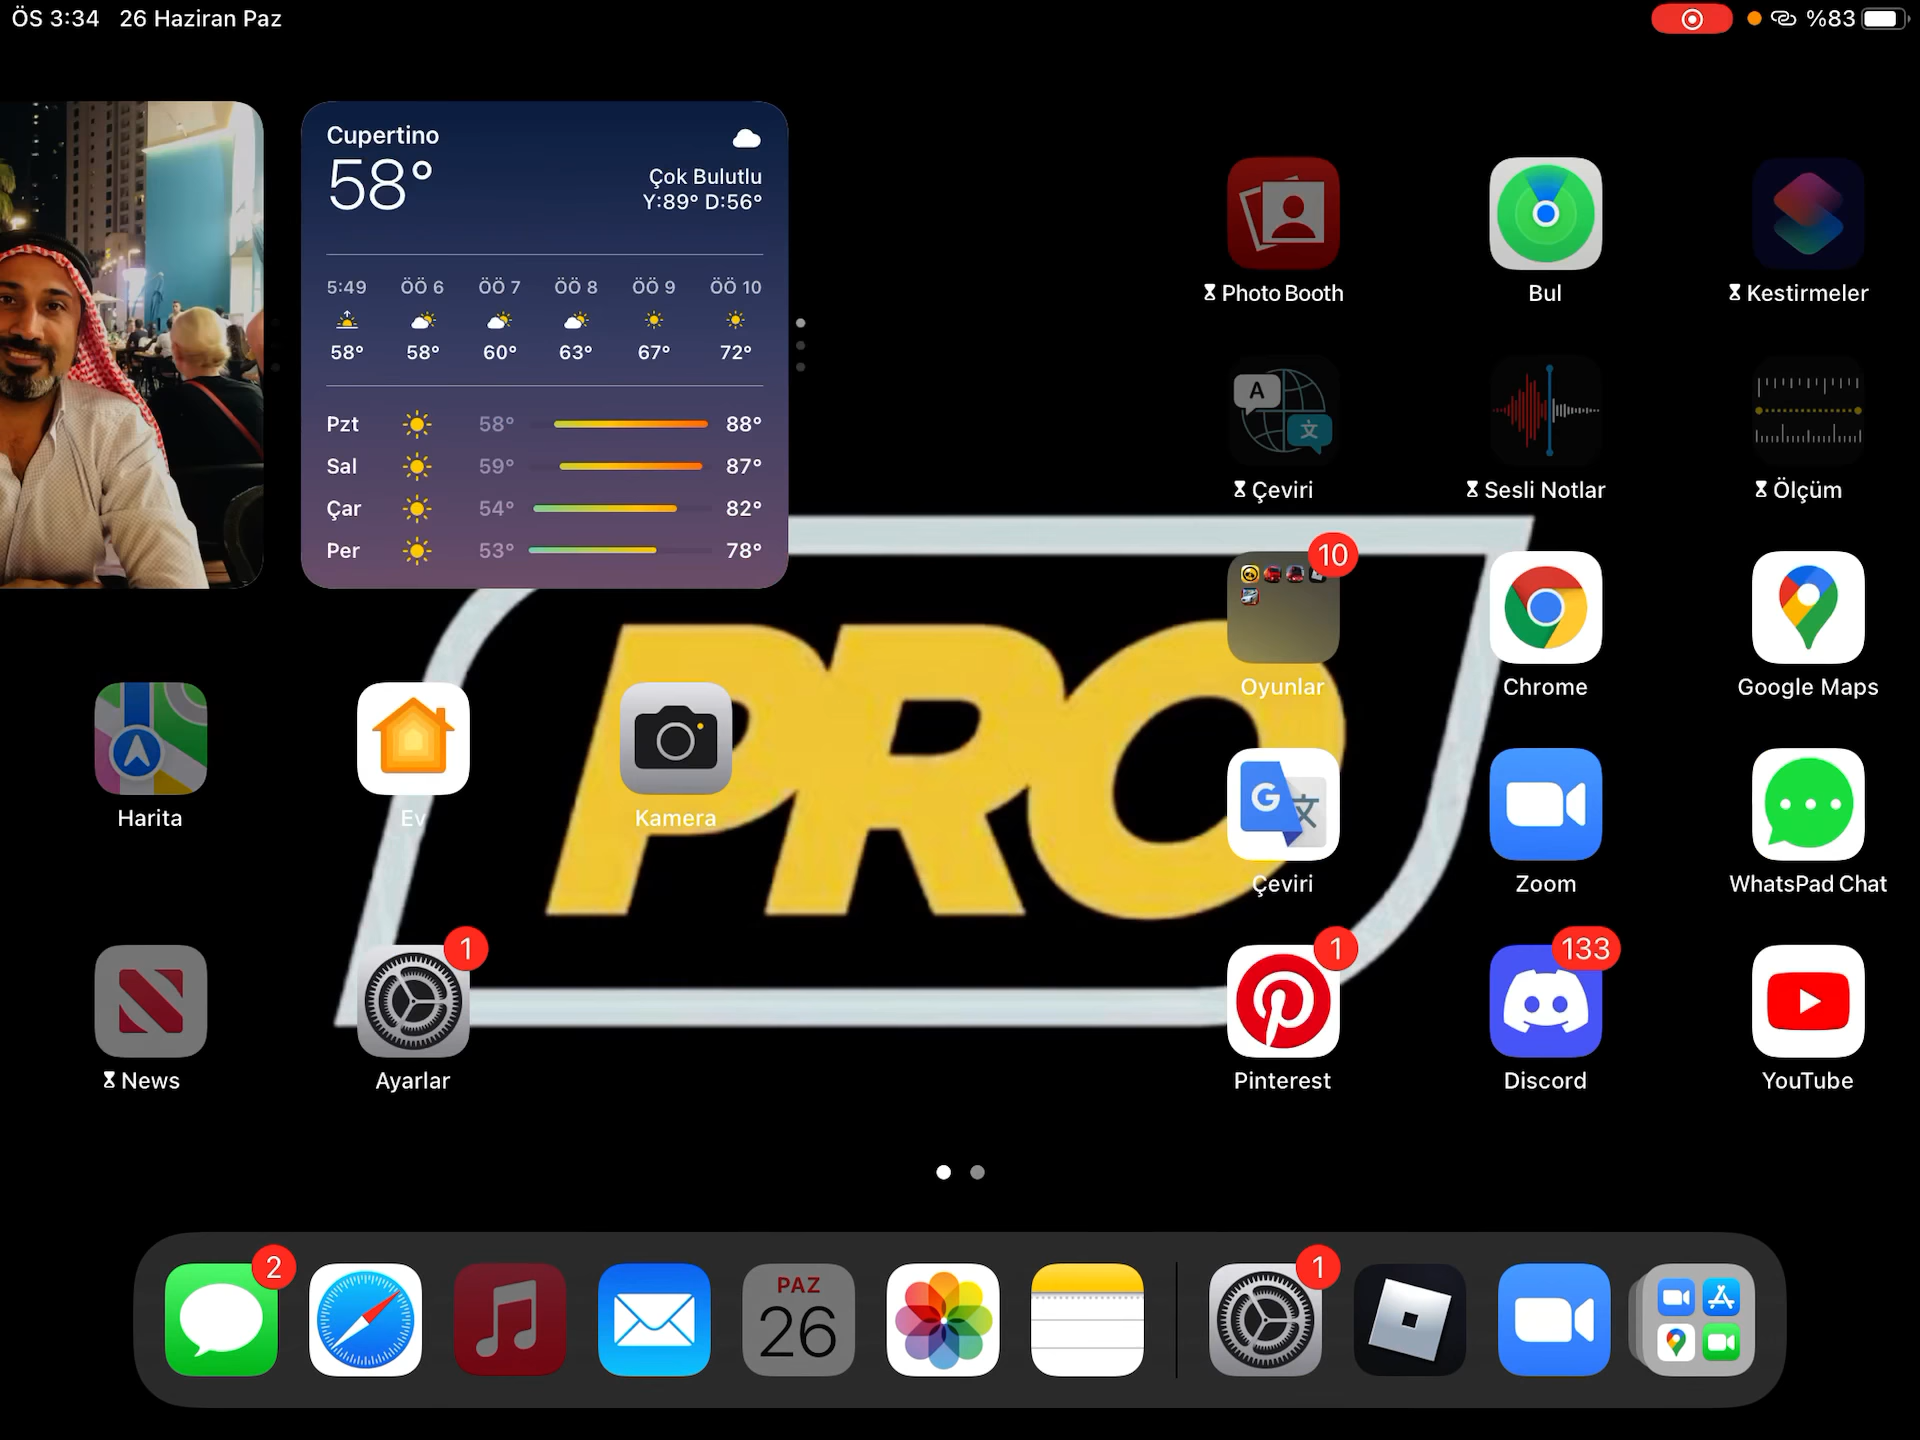 ÖS 3:34 26 Haziran Paz
%83
Cupertino
58°
Çok Bulutlu
Y:89° D:56°
5:49 ÖÖ 6 ÖÖ 7 ÖÖ 8 ÖÖ 9 ÖÖ 10
58° 58° 60° 63° 67° 72°
Pzt 58° 88°
Sal 59° 87°
Çar 54° 82°
Per 53° 78°
Photo Booth Bul Kestirmeler
A 文
Çeviri Sesli Notlar Ölçüm
10
Oyunlar Chrome Google Maps
PRO
G 文
Harita Ev Kamera
Çeviri Zoom WhatsPad Chat
1 1 133
News Ayarlar Pinterest Discord YouTube
2 1
PAZ
26